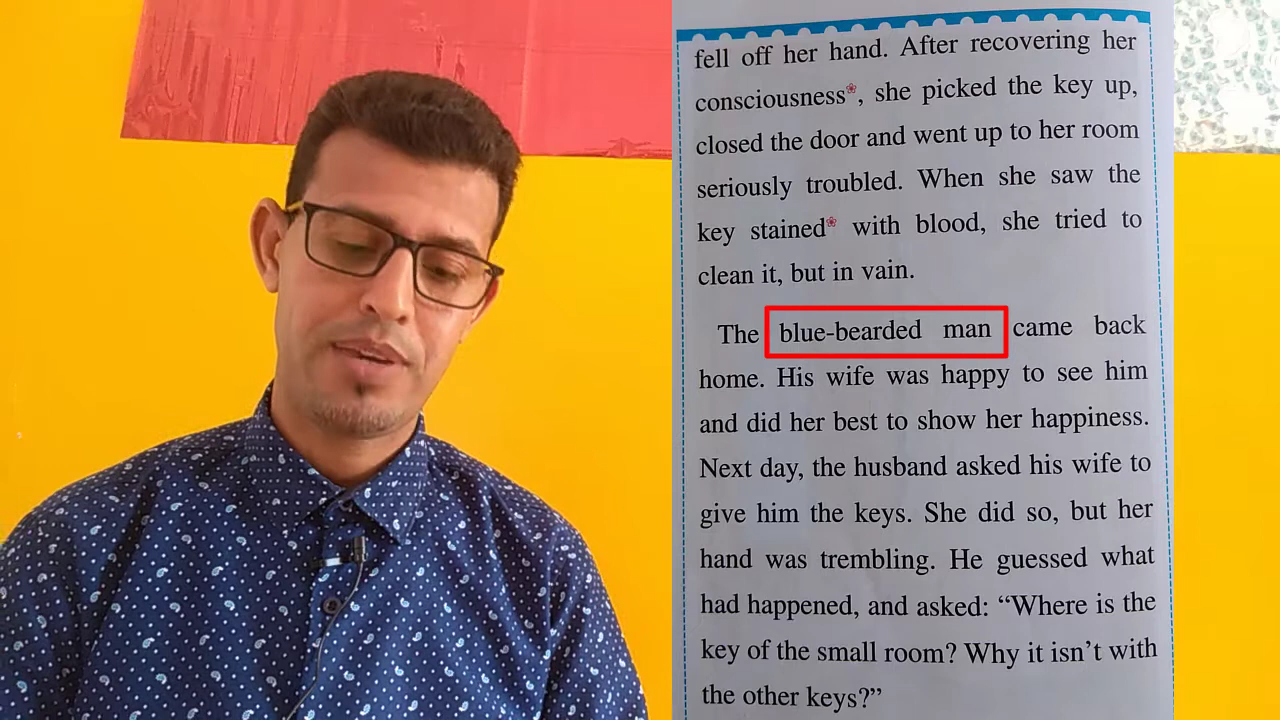 fell off her hand. After recovering her
consciousness, she picked the key up,
closed the door and went up to her room
seriously troubled. When she saw the
key stained with blood, she tried to
clean it, but in vain.
The blue-bearded man came back
home. His wife was happy to see him
and did her best to show her happiness.
Next day, the husband asked his wife to
give him the keys. She did so, but her
hand was trembling. He guessed what
had happened, and asked: “Where is the
key of the small room? Why it isn’t with
the other keys?”